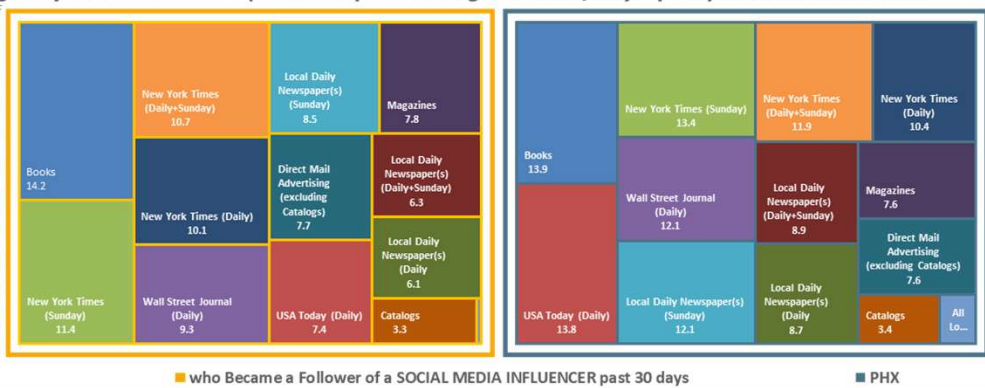 Books
14.2
New York Times
(Sunday)
11.4
New York Times
(Daily+Sunday)
10.7
New York Times (Daily)
10.1
Wall Street Journal
(Daily)
9.3
Local Daily
Newspaper(s)
(Sunday)
8.5
Direct Mail
Advertising
(excluding
Catalogs)
7.7
USA Today (Daily)
7.4
Magazines
7.8
Local Daily
Newspaper(s)
(Daily+Sunday)
6.3
Local Daily
Newspaper(s)
(Daily
6.1
Catalogs
3.3
Books
13.9
USA Today (Daily)
13.8
New York Times (Sunday)
13.4
Wall Street Journal
(Daily)
12.1
Local Daily Newspaper(s)
(Sunday)
12.1
New York Times
(Daily+Sunday)
11.9
New York Times
(Daily)
10.4
Local Daily
Newspaper(s)
(Daily+Sunday)
8.9
Local Daily
Newspaper(s)
(Daily
8.7
Magazines
7.6
Direct Mail
Advertising
(excluding Catalogs)
7.6
Catalogs
3.4
All
Lo...
who Became a Follower of a SOCIAL MEDIA INFLUENCER past 30 days
PHX